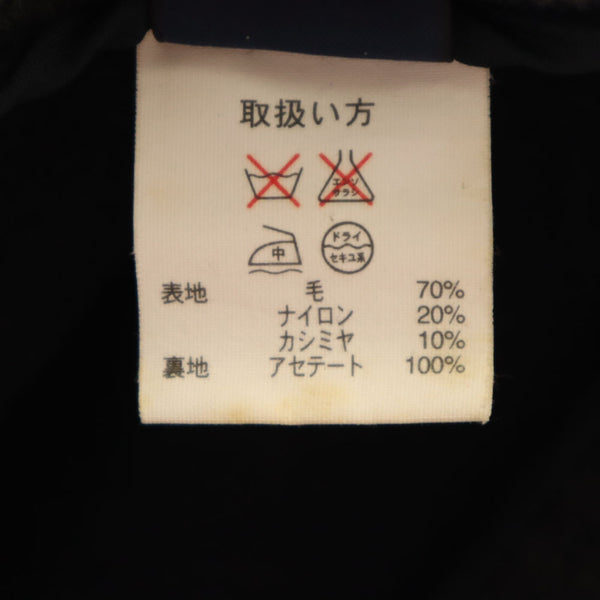 取扱い方
エンソ
サラシ
中
ドライ
セキユ系
表地 毛 70%
ナイロン 20%
カシミヤ 10%
裏地 アセテート 100%